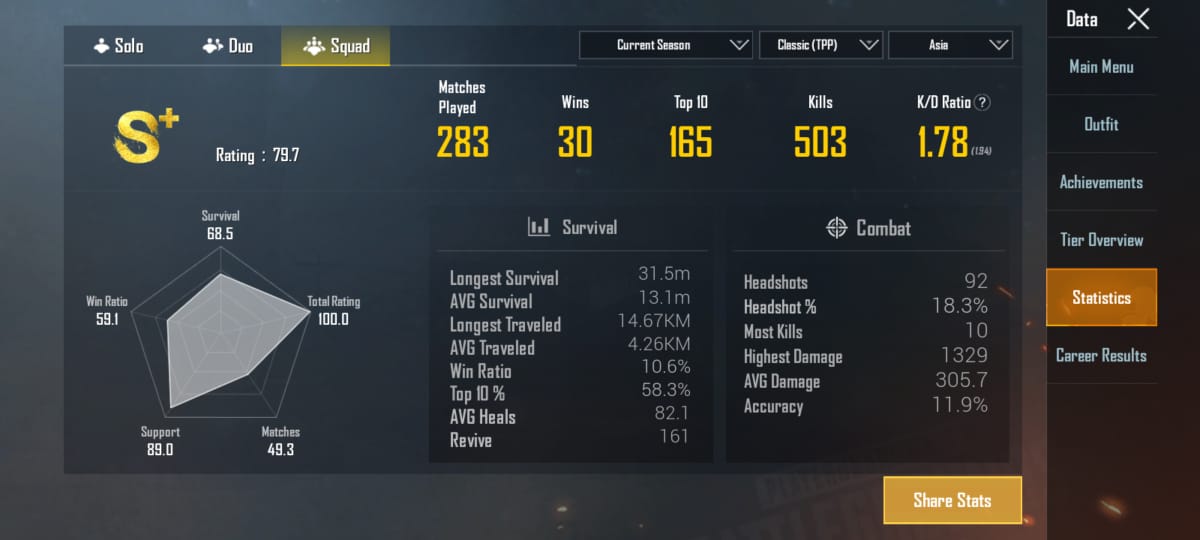 Solo
Duo
Squad
Current Season
Classic (TPP)
Asia
S+
Rating : 79.7
Matches
Played
283
Wins
30
Top 10
165
Kills
503
K/D Ratio ?
1.78 (1.94)
Survival
68.5
Win Ratio
59.1
Total Rating
100.0
Support
89.0
Matches
49.3
Survival
Longest Survival 31.5m
AVG Survival 13.1m
Longest Traveled 14.67KM
AVG Traveled 4.26KM
Win Ratio 10.6%
Top 10 % 58.3%
AVG Heals 82.1
Revive 161
Combat
Headshots 92
Headshot % 18.3%
Most Kills 10
Highest Damage 1329
AVG Damage 305.7
Accuracy 11.9%
Share Stats
Data
Main Menu
Outfit
Achievements
Tier Overview
Statistics
Career Results